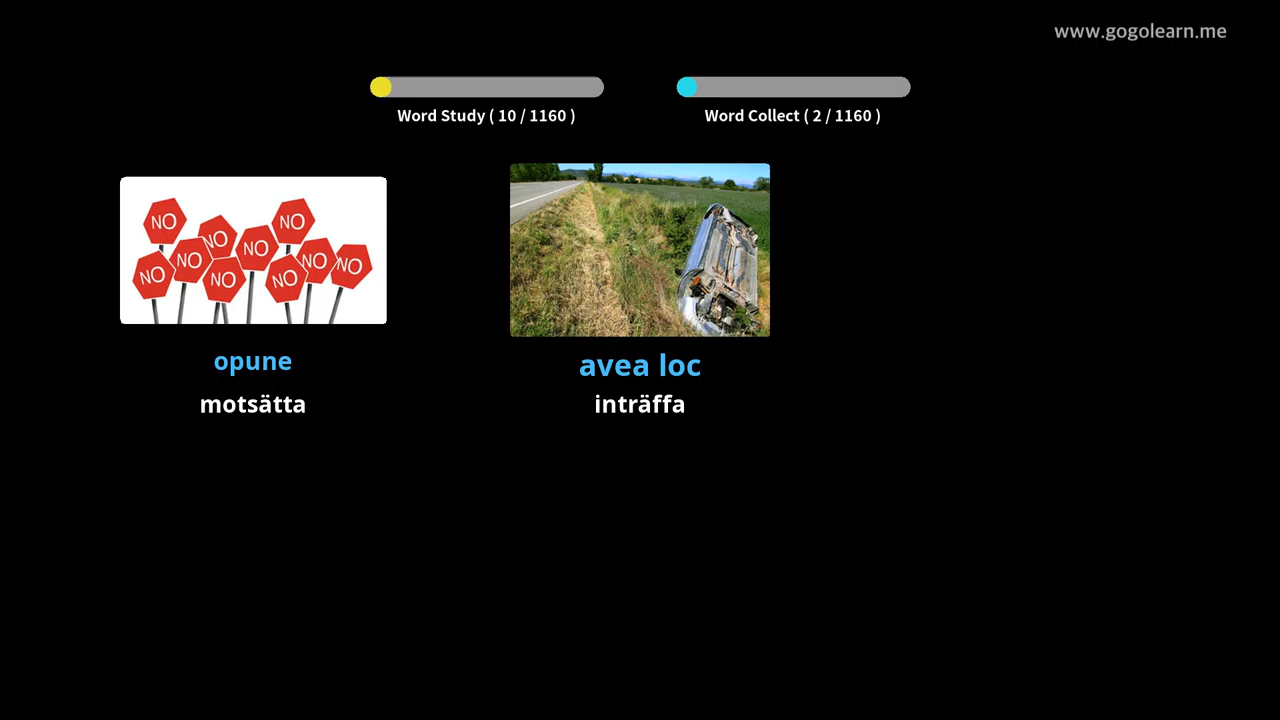 www.gogolearn.me
Word Study ( 10 / 1160 )
Word Collect ( 2 / 1160 )
NO
NO
NO
NO
NO
NO
NO
NO
NO
opune
avea loc
motsätta
inträffa